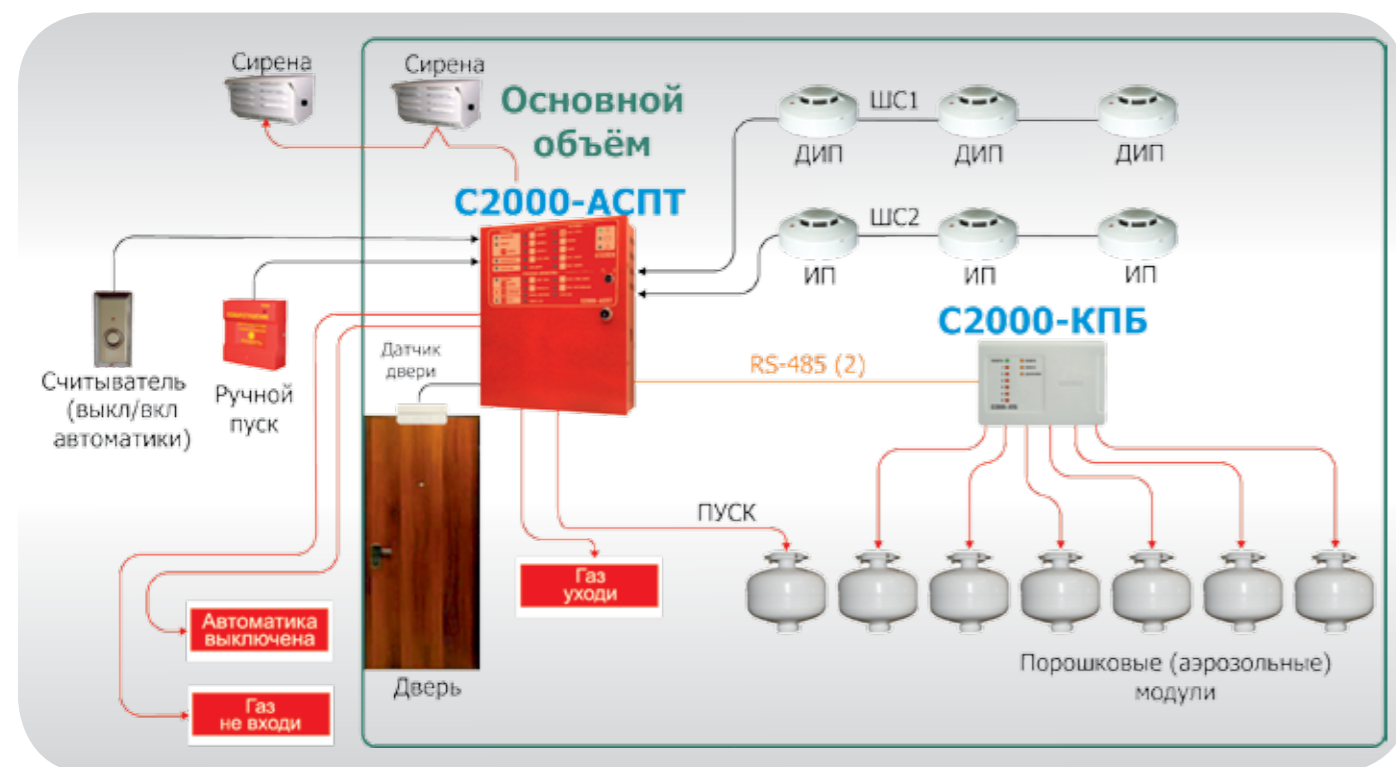 Сирена
Сирена
Основной
объём
С2000-АСПТ
ШС1
ДИП
ДИП
ДИП
ШС2
ИП
ИП
ИП
С2000-КПБ
RS-485 (2)
Считыватель
(выкл/вкл
автоматики)
Ручной
пуск
Датчик
двери
ПУСК
Газ
уходи
Автоматика
выключена
Газ
не входи
Дверь
Порошковые (аэрозольные)
модули